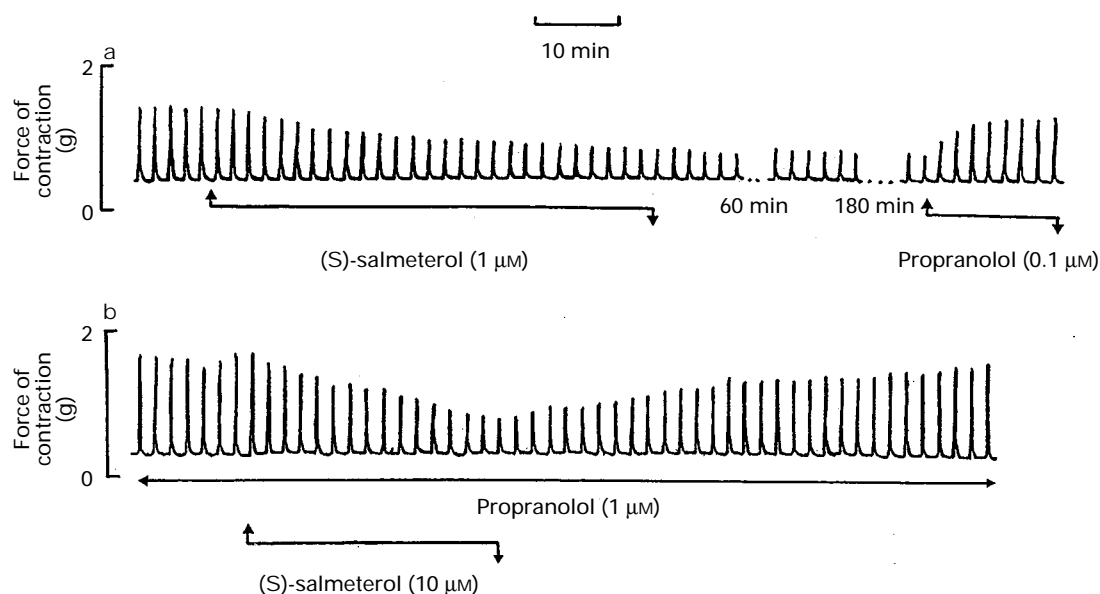 10 min
a
2
Force of
contraction
(g)
0
60 min
180 min
(S)-salmeterol (1 µM)
Propranolol (0.1 µM)
b
2
Force of
contraction
(g)
0
Propranolol (1 µM)
(S)-salmeterol (10 µM)